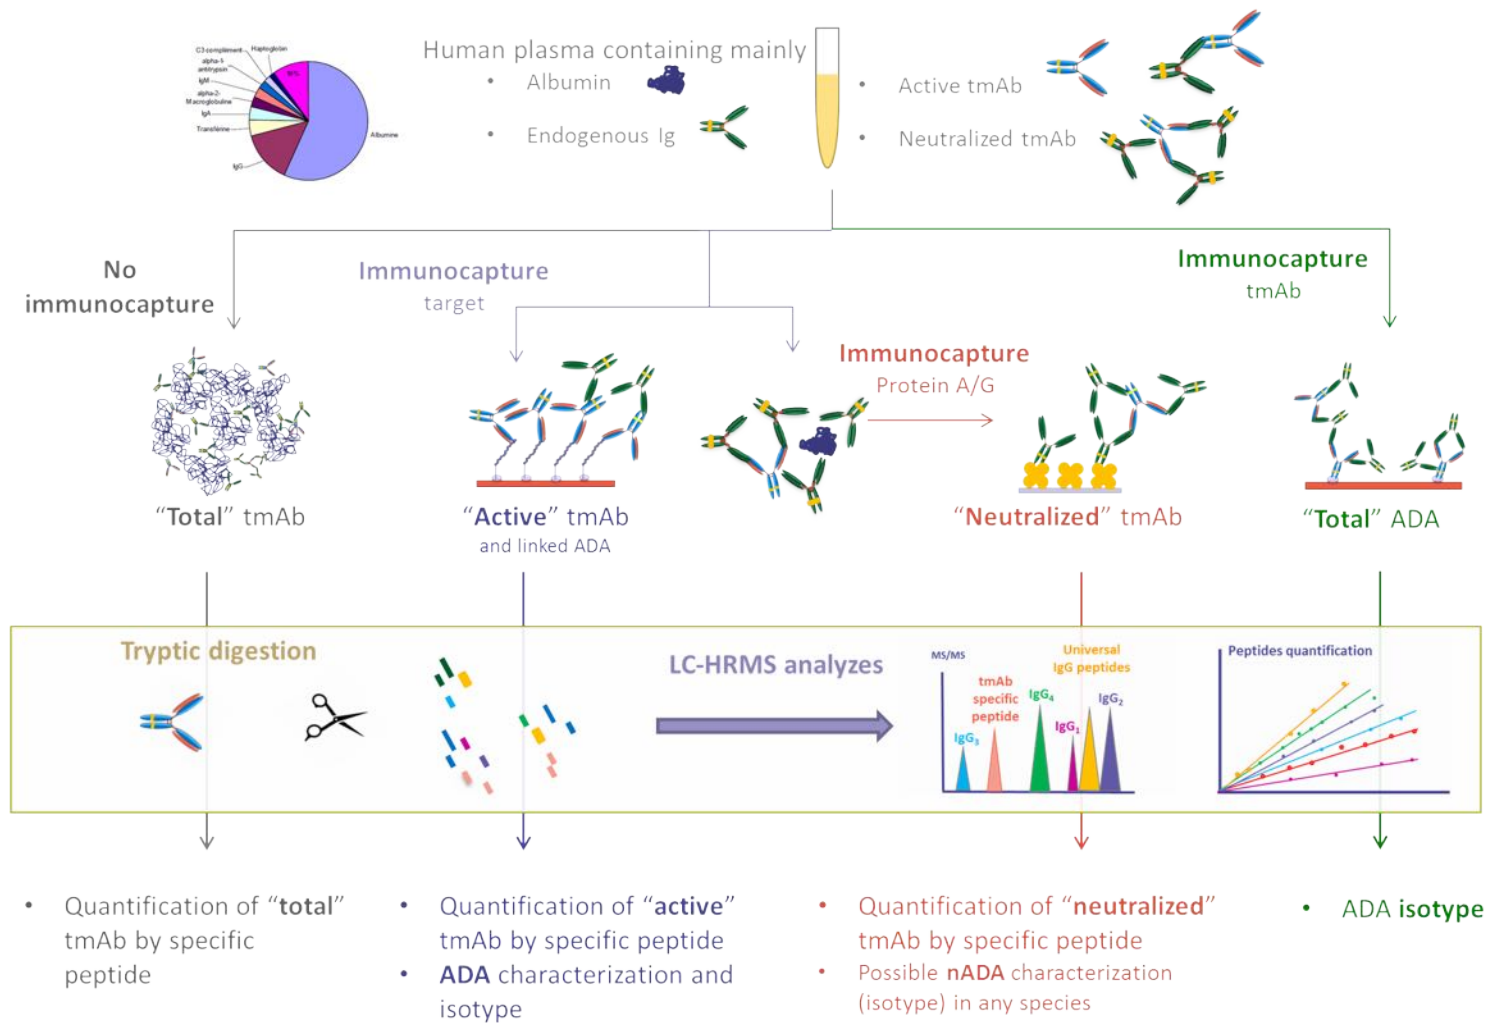 C3-complement
Haptoglobin
alpha-1-
antitrypsin
IgM
alpha-2-
Macroglobuline
IgA
Transférine
IgG
Albumine
Human plasma containing mainly
• Albumin
• Endogenous Ig
• Active tmAb
• Neutralized tmAb
No
immunocapture
Immunocapture
target
Immunocapture
tmAb
Immunocapture
Protein A/G
“Total” tmAb
“Active” tmAb
and linked ADA
“Neutralized” tmAb
“Total” ADA
Tryptic digestion
LC-HRMS analyzes
MS/MS
Universal
IgG peptides
tmAb
specific
peptide
IgG₃
IgG₄
IgG₁
IgG₂
Peptides quantification
• Quantification of “total”
tmAb by specific
peptide
• Quantification of “active”
tmAb by specific peptide
• ADA characterization and
isotype
• Quantification of “neutralized”
tmAb by specific peptide
• Possible nADA characterization
(isotype) in any species
• ADA isotype